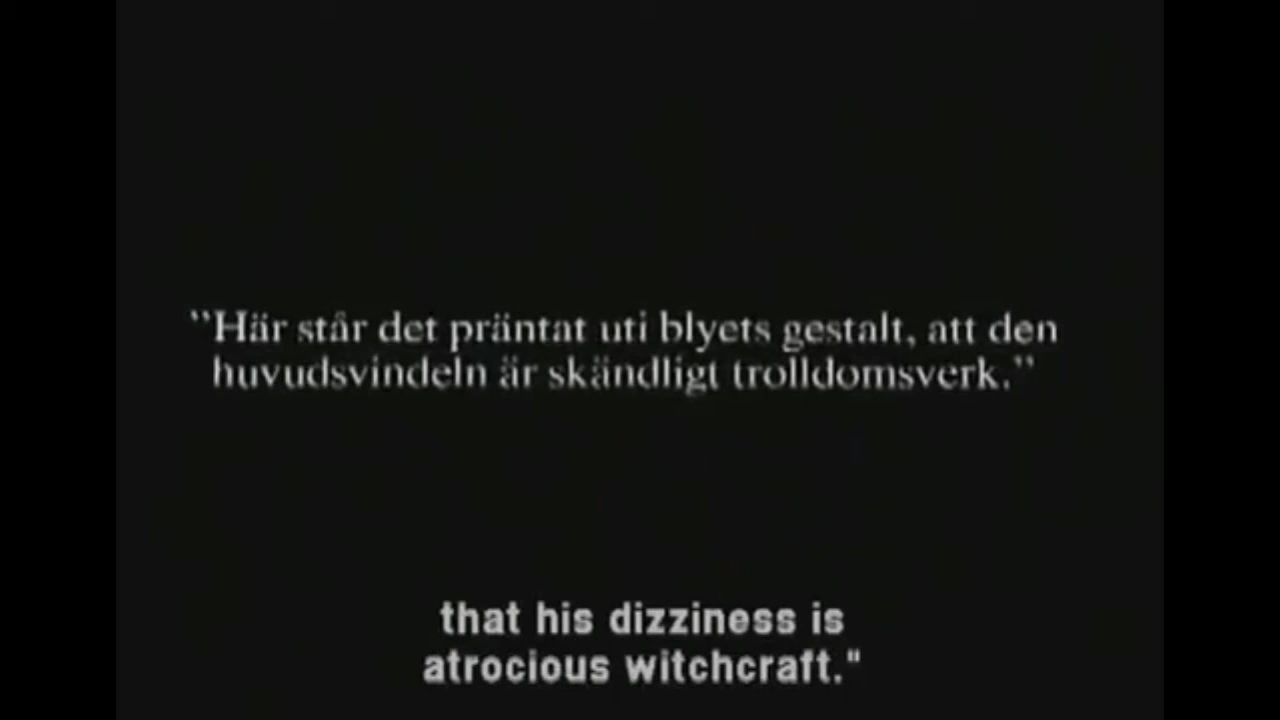 "Här står det präntat uti blyets gestalt, att den
huvudsvindeln är skändligt trolldomsverk."
that his dizziness is
atrocious witchcraft."